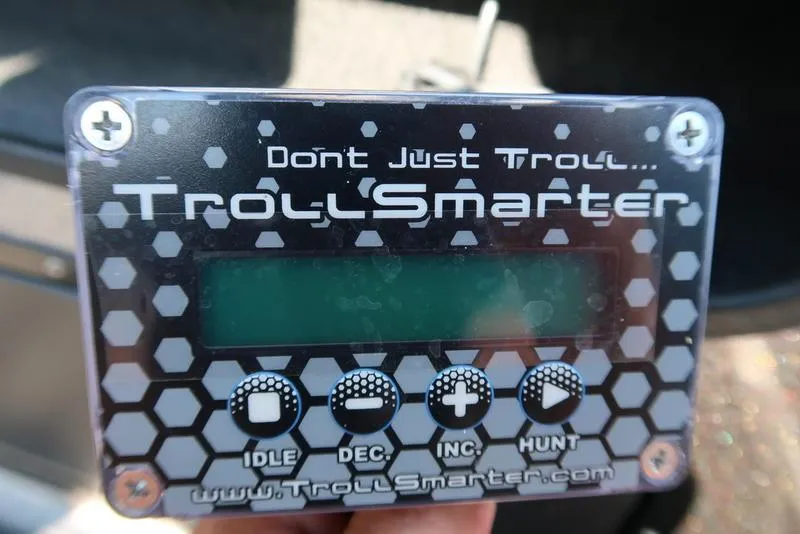 Dont Just Troll...
TrollSmarter
IDLE DEC. INC. HUNT
www.TrollSmarter.com